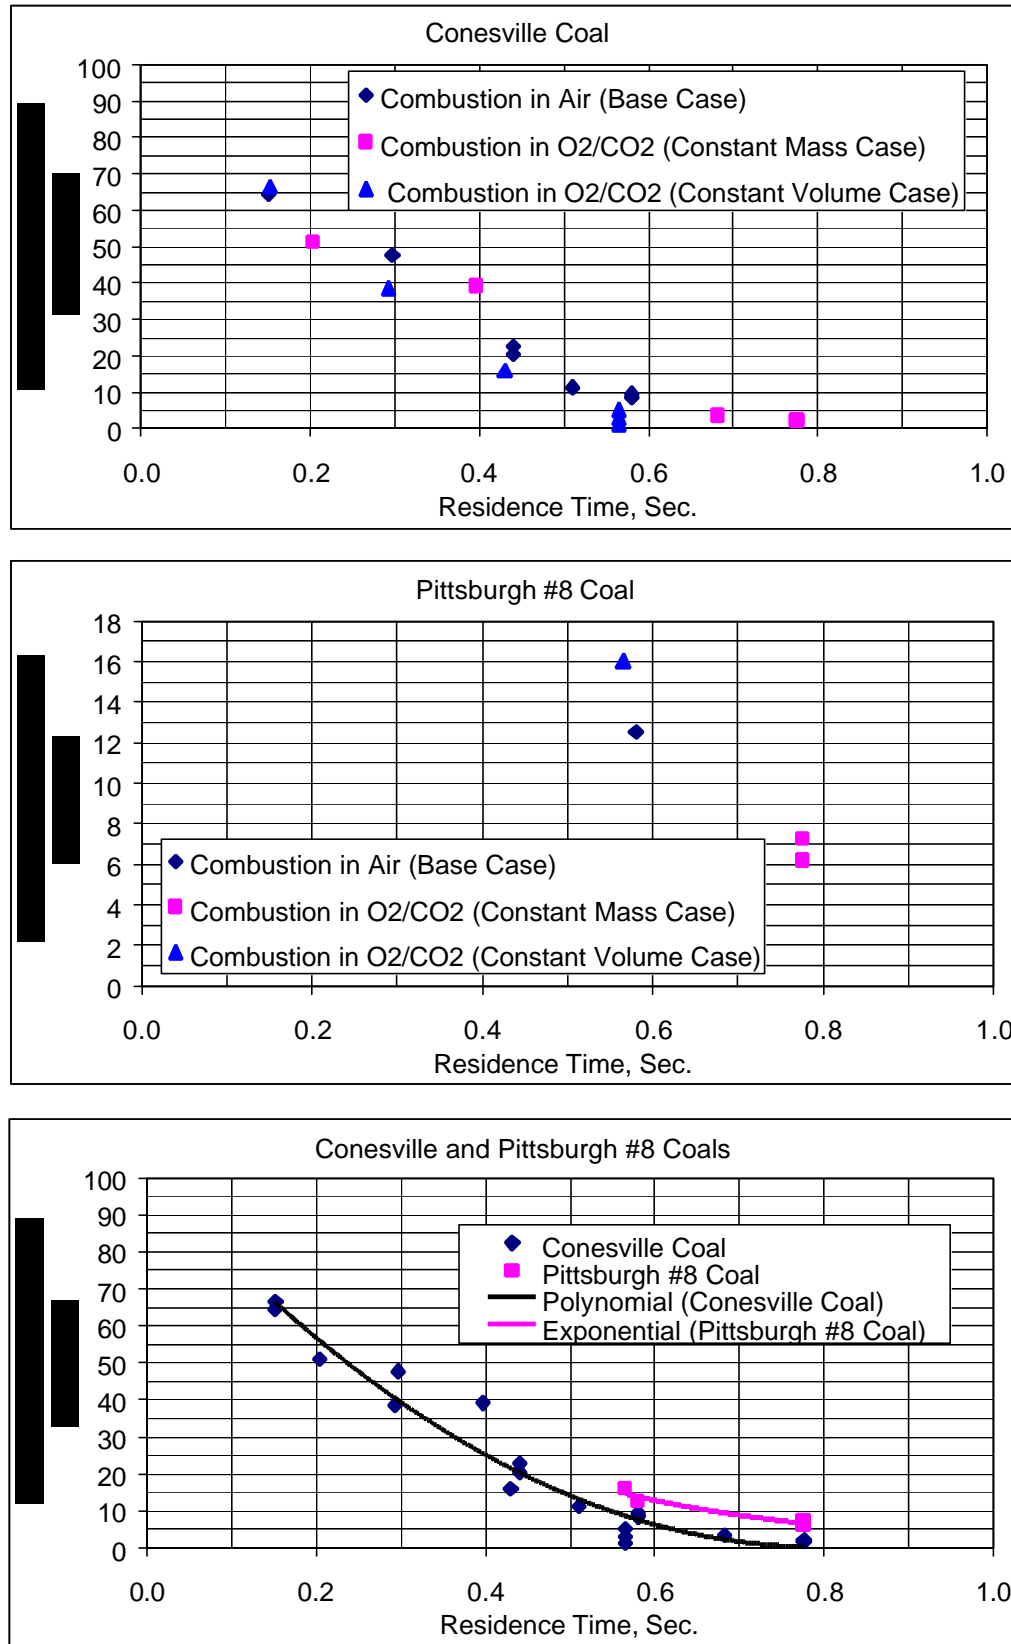 Conesville Coal
100
90
80
70
60
50
40
30
20
10
0
Combustion in Air (Base Case)
Combustion in O2/CO2 (Constant Mass Case)
Combustion in O2/CO2 (Constant Volume Case)
0.0 0.2 0.4 0.6 0.8 1.0
Residence Time, Sec.
Pittsburgh #8 Coal
18
16
14
12
10
8
6
4
2
0
Combustion in Air (Base Case)
Combustion in O2/CO2 (Constant Mass Case)
Combustion in O2/CO2 (Constant Volume Case)
0.0 0.2 0.4 0.6 0.8 1.0
Residence Time, Sec.
Conesville and Pittsburgh #8 Coals
100
90
80
70
60
50
40
30
20
10
0
Conesville Coal
Pittsburgh #8 Coal
Polynomial (Conesville Coal)
Exponential (Pittsburgh #8 Coal)
0.0 0.2 0.4 0.6 0.8 1.0
Residence Time, Sec.